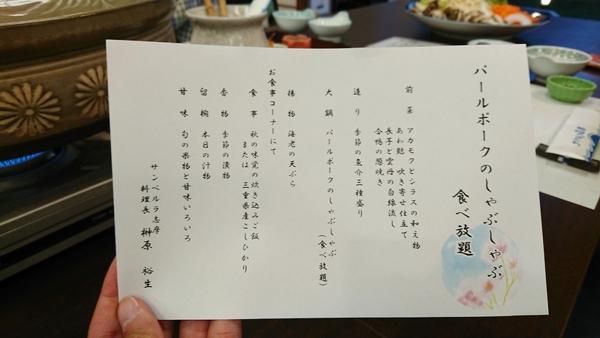 パールポークのしゃぶしゃぶ
食べ放題
前 菜 アカモクとシラスの和え物
あわ麩 吹き寄せ仕立て
長芋と雲丹の白線流し
合鴨の葱焼き
造 り 季節の魚介三種盛り
大 鍋 パールポークのしゃぶしゃぶ
(食べ放題)
揚 物 海老の天ぷら
お食事コーナーにて
食 事 秋の味覚の炊き込みご飯
または 三重県産こしひかり
香 物 季節の漬物
留 椀 本日の汁物
甘 味 旬の果物と甘味いろいろ
サンペルラ志摩
料理長 榊原 裕生